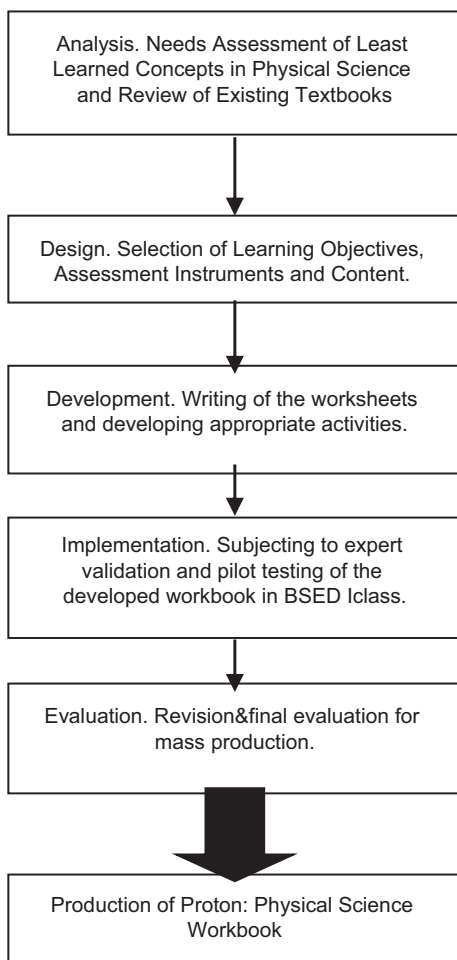 Analysis. Needs Assessment of Least
Learned Concepts in Physical Science
and Review of Existing Textbooks
Design. Selection of Learning Objectives,
Assessment Instruments and Content.
Development. Writing of the worksheets
and developing appropriate activities.
Implementation. Subjecting to expert
validation and pilot testing of the
developed workbook in BSED Iclass.
Evaluation. Revision&final evaluation for
mass production.
Production of Proton: Physical Science
Workbook